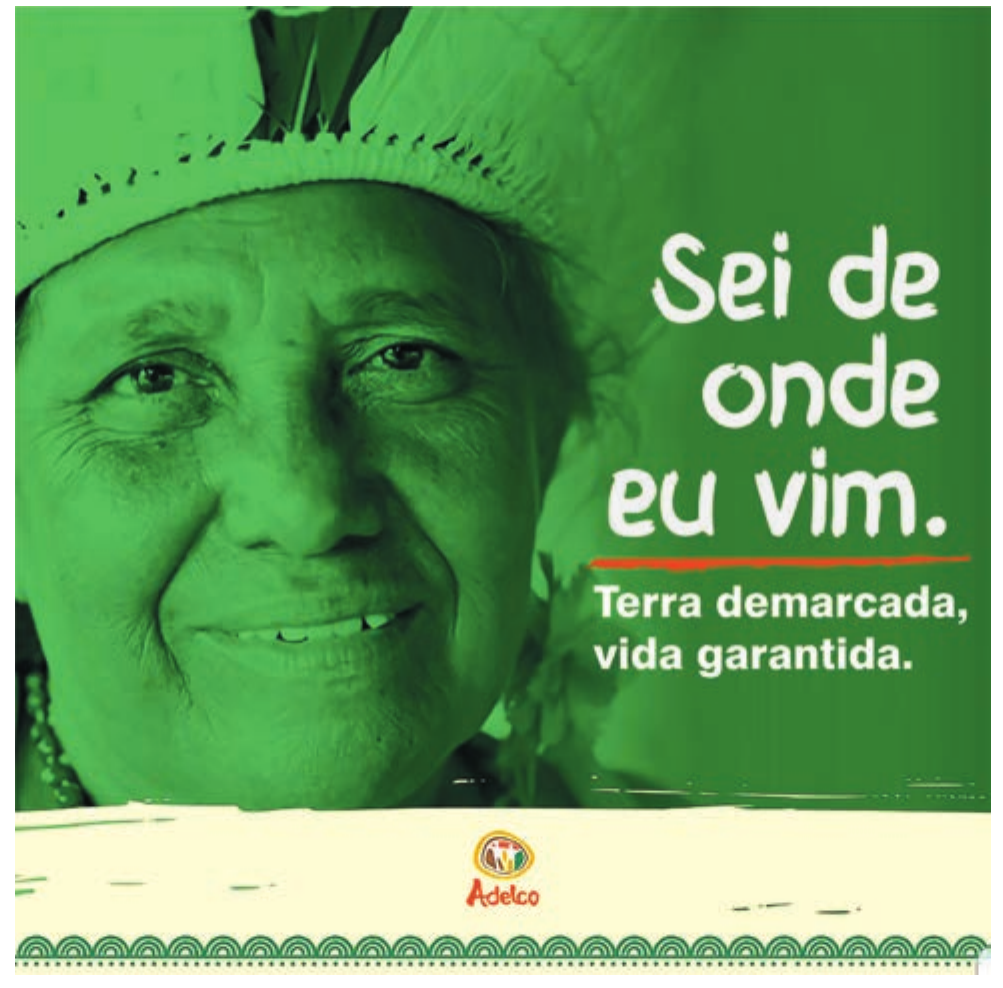 Sei de
onde
eu vim.
Terra demarcada,
vida garantida.
Adelco